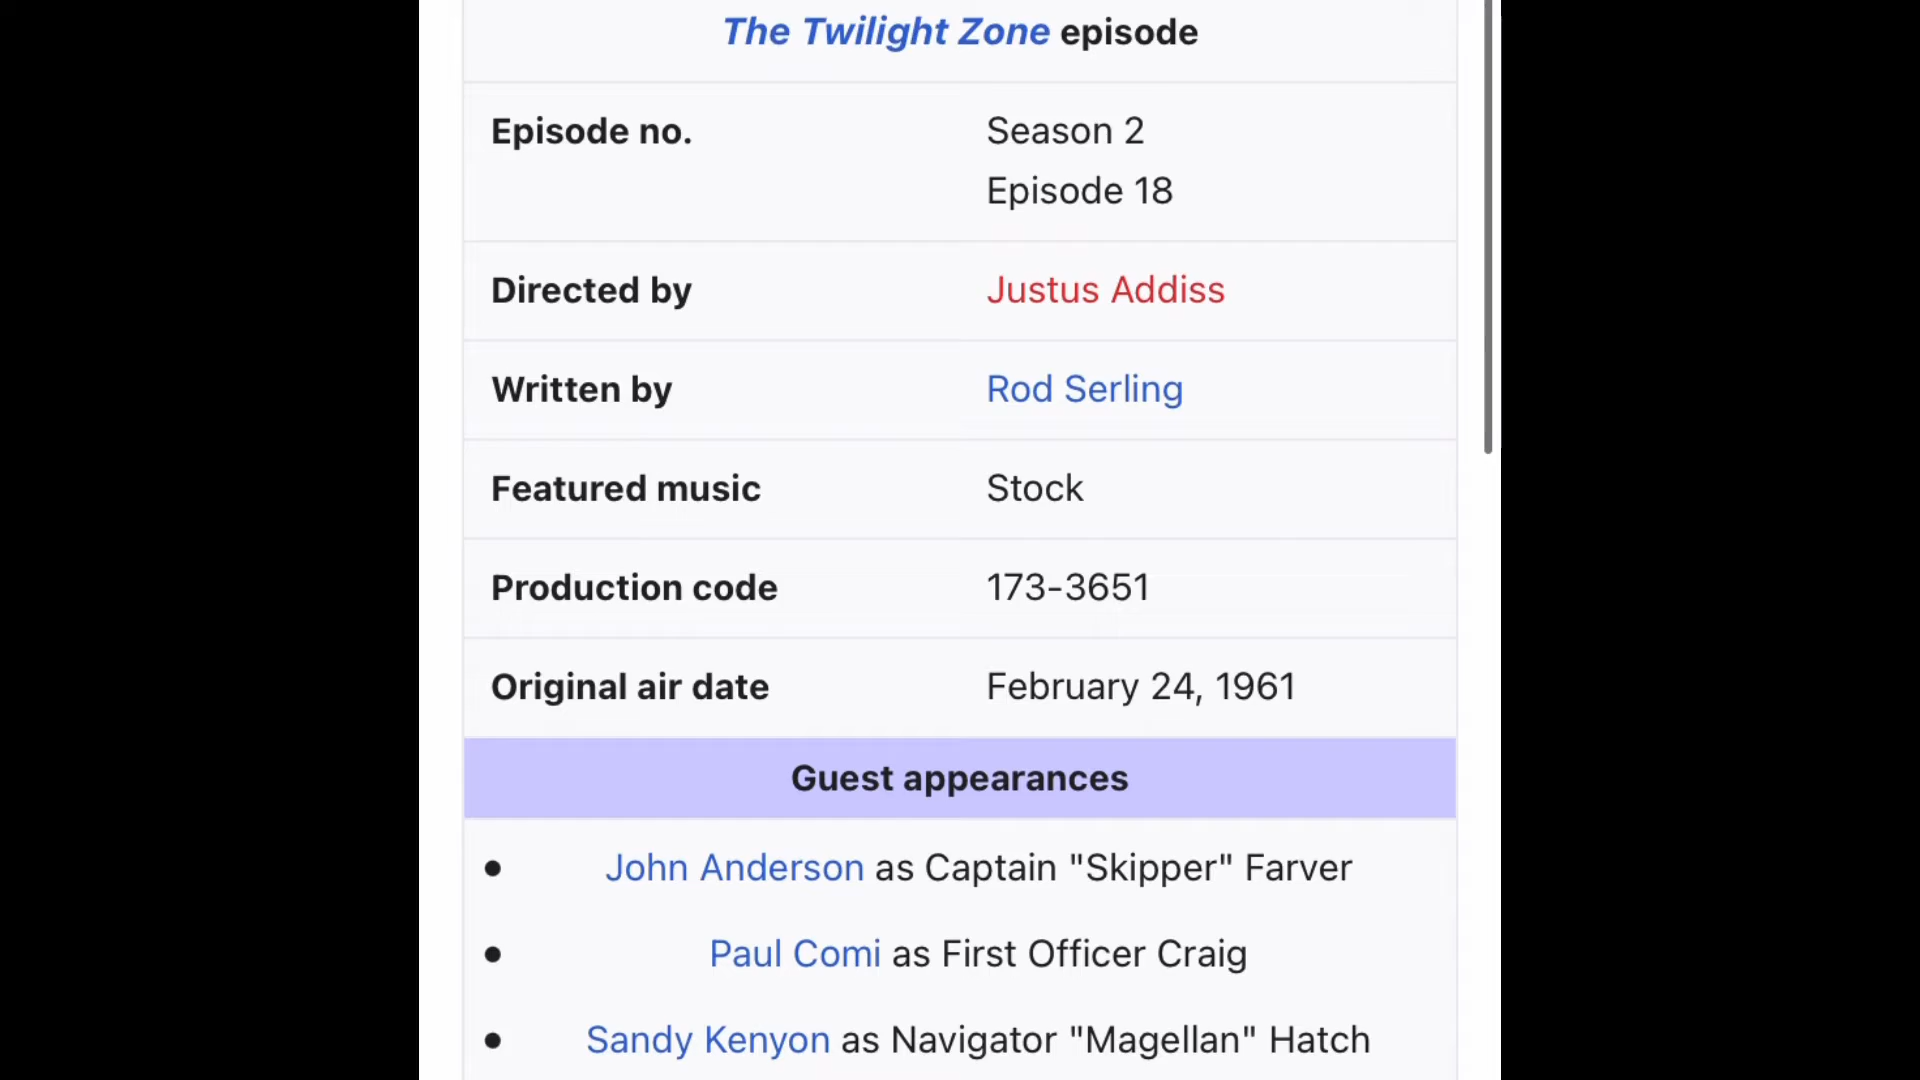 The Twilight Zone episode
Episode no. Season 2
Episode 18
Directed by Justus Addiss
Written by Rod Serling
Featured music Stock
Production code 173-3651
Original air date February 24, 1961
Guest appearances
• John Anderson as Captain "Skipper" Farver
• Paul Comi as First Officer Craig
• Sandy Kenyon as Navigator "Magellan" Hatch